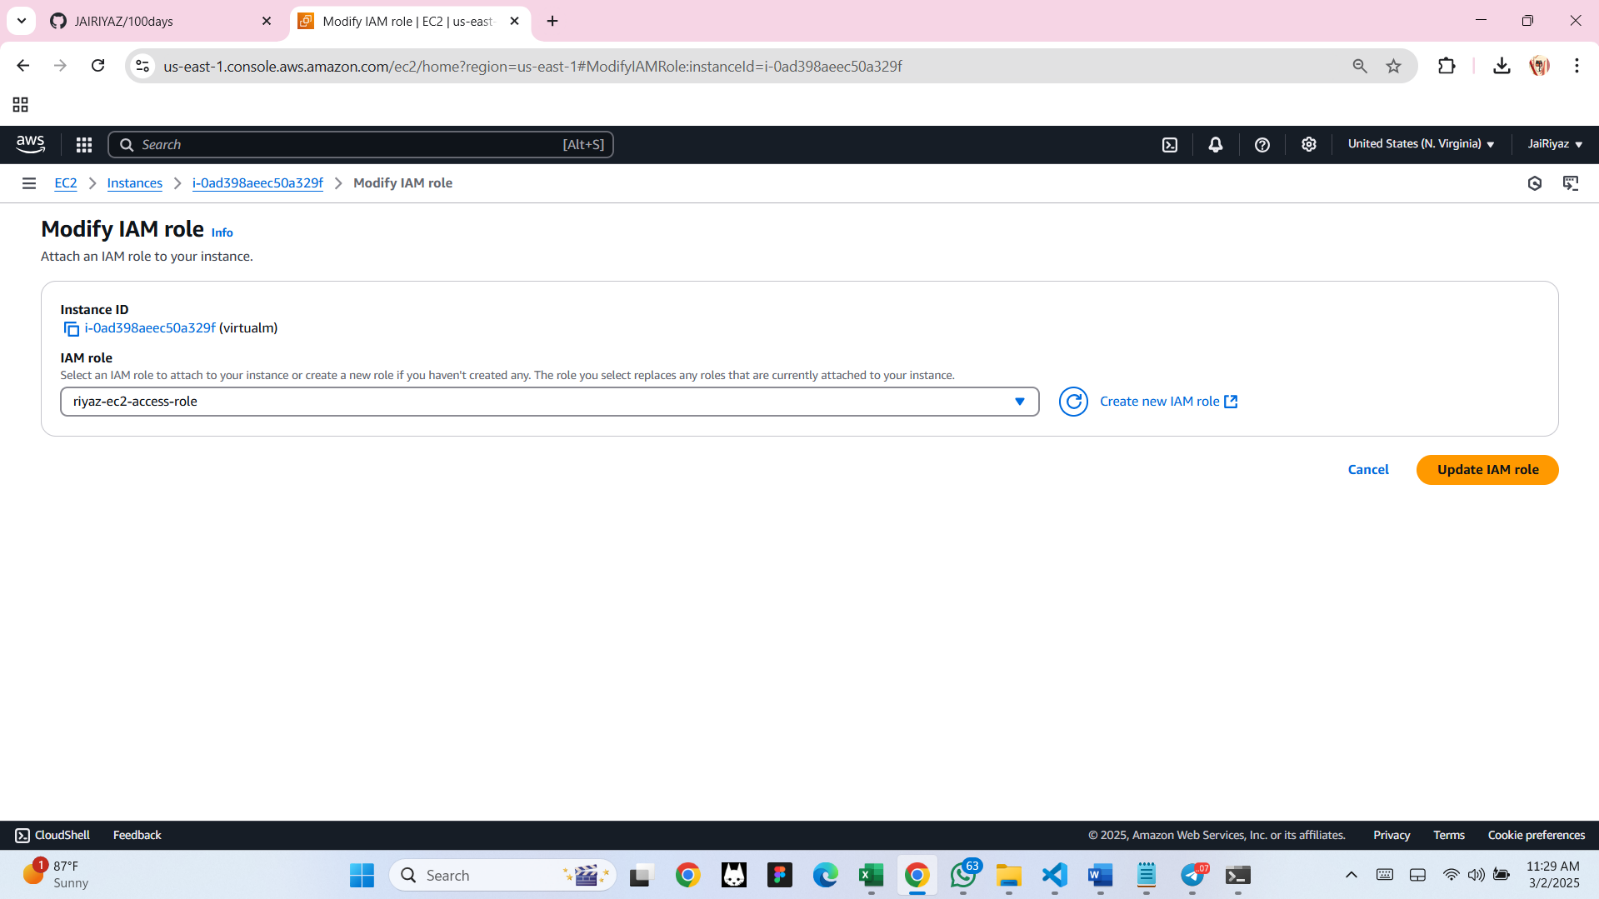 JAIRIYAZ/100days
Modify IAM role | EC2 | us-east-
us-east-1.console.aws.amazon.com/ec2/home?region=us-east-1#ModifyIAMRole:instanceId=i-0ad398aeec50a329f
aws
Search
[Alt+S]
United States (N. Virginia)
JaiRiyaz
EC2
Instances
i-0ad398aeec50a329f
Modify IAM role
Modify IAM role Info
Attach an IAM role to your instance.
Instance ID
i-0ad398aeec50a329f (virtualm)
IAM role
Select an IAM role to attach to your instance or create a new role if you haven't created any. The role you select replaces any roles that are currently attached to your instance.
riyaz-ec2-access-role
Create new IAM role
Cancel
Update IAM role
CloudShell
Feedback
© 2025, Amazon Web Services, Inc. or its affiliates.
Privacy
Terms
Cookie preferences
1
87°F
Sunny
Search
63
11:29 AM
3/2/2025